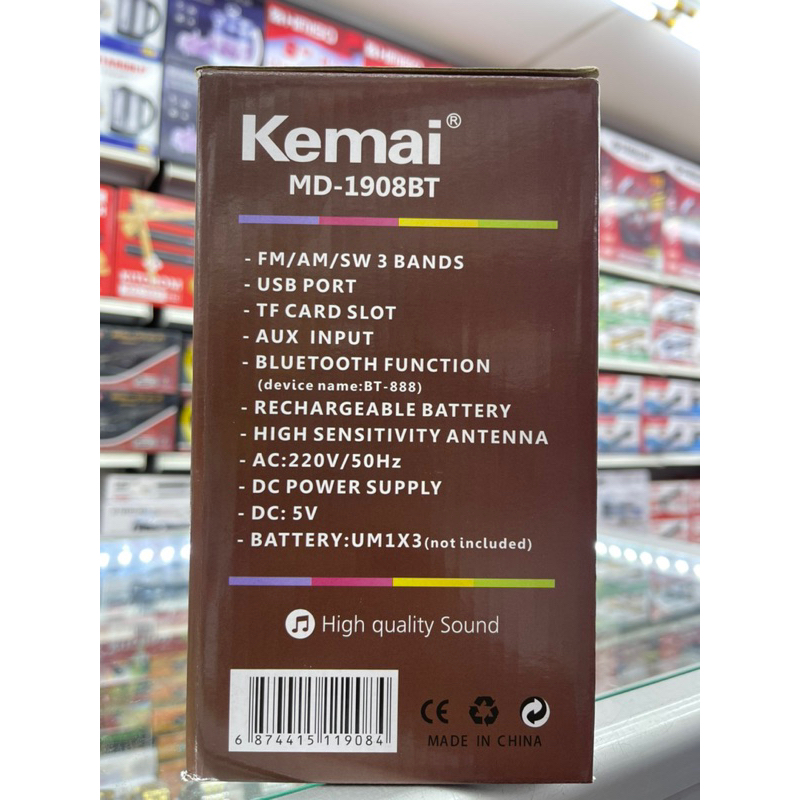 Kemai®
MD-1908BT
- FM/AM/SW 3 BANDS
- USB PORT
- TF CARD SLOT
- AUX INPUT
- BLUETOOTH FUNCTION
(device name:BT-888)
- RECHARGEABLE BATTERY
- HIGH SENSITIVITY ANTENNA
- AC:220V/50Hz
- DC POWER SUPPLY
- DC: 5V
- BATTERY:UM1X3(not included)
High quality Sound
CE
6 874415 119084
MADE IN CHINA